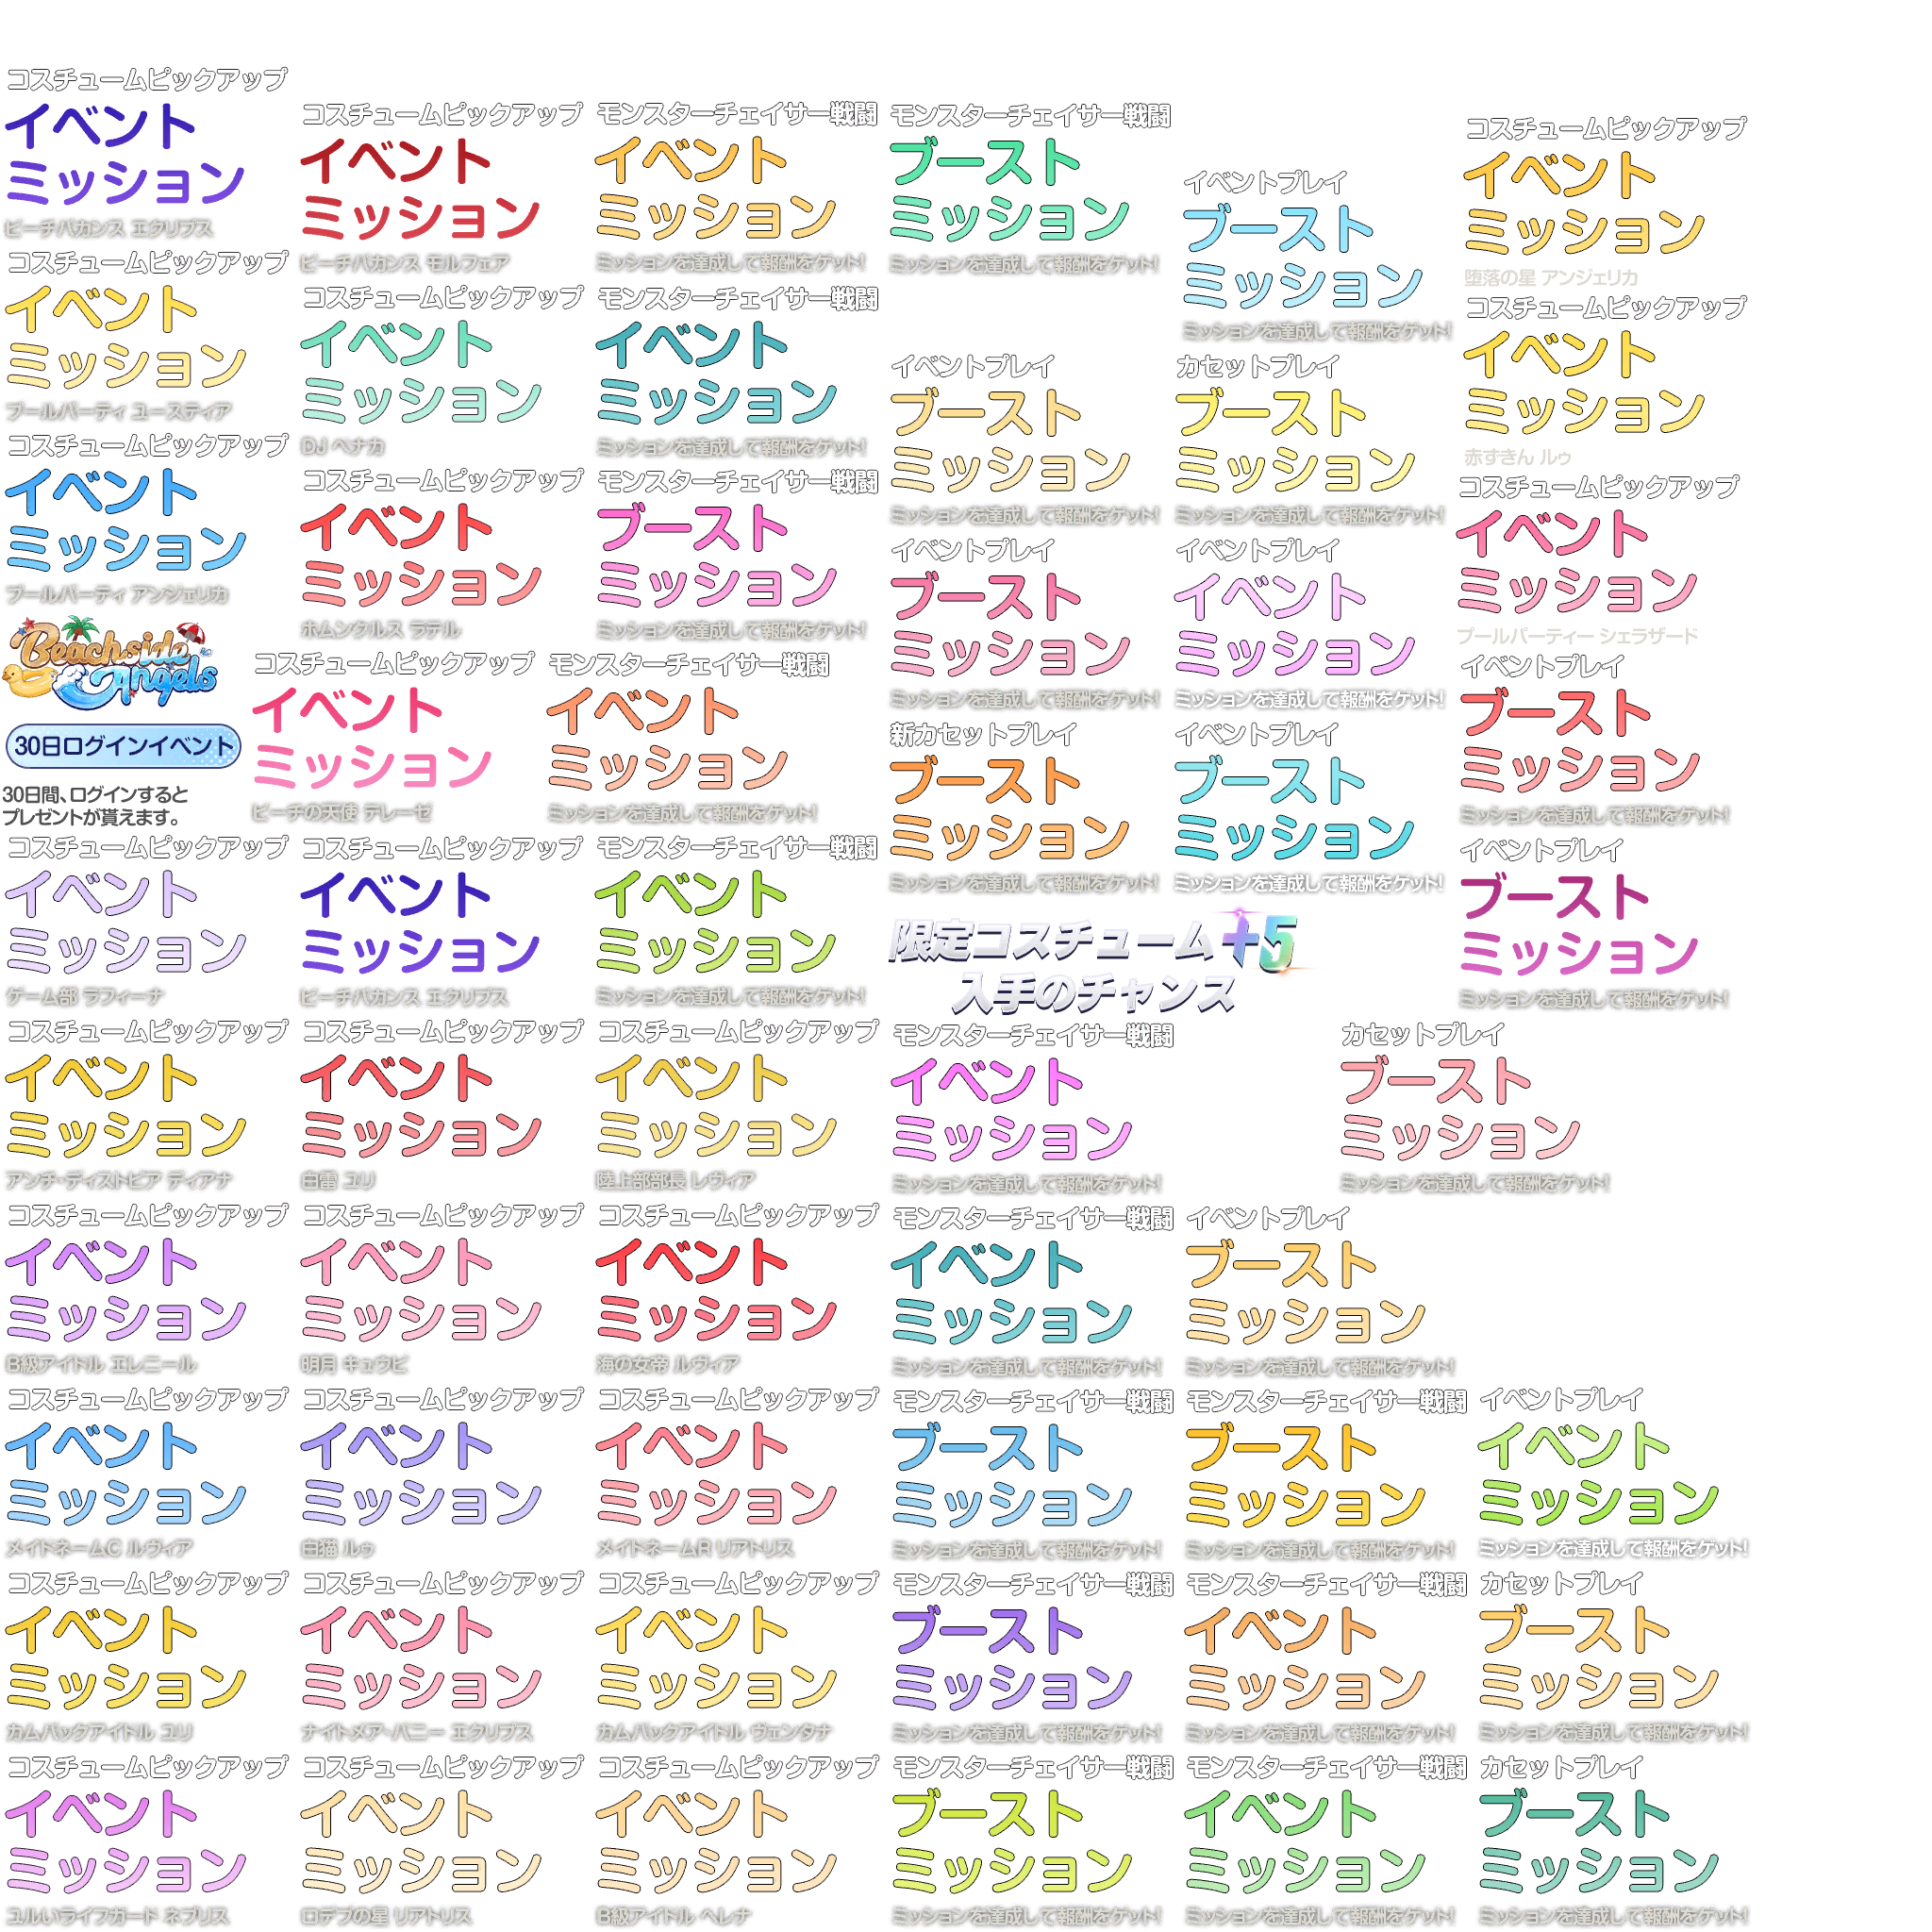 コスチュームピックアップ
イベント
ミッション
ビーチバカンス エクリプス
コスチュームピックアップ
イベント
ミッション
プールパーティ ユースティア
コスチュームピックアップ
イベント
ミッション
プールパーティ アンジェリカ
Beachside
Angels
30日ログインイベント
30日間、ログインすると
プレゼントが貰えます。
コスチュームピックアップ
イベント
ミッション
ゲーム部 ラフィーナ
コスチュームピックアップ
イベント
ミッション
アンチ・ディストピア ディアナ
コスチュームピックアップ
イベント
ミッション
B級アイドル エレニール
コスチュームピックアップ
イベント
ミッション
メイドネームC ルヴィア
コスチュームピックアップ
イベント
ミッション
カムバックアイドル ユリ
コスチュームピックアップ
イベント
ミッション
ユルいライフガード ネブリス
コスチュームピックアップ
イベント
ミッション
ビーチバカンス モルフェア
コスチュームピックアップ
イベント
ミッション
DJ ヘナカ
コスチュームピックアップ
イベント
ミッション
ホムンクルス ラテル
コスチュームピックアップ
イベント
ミッション
ビーチの天使 テレーゼ
コスチュームピックアップ
イベント
ミッション
ビーチバカンス エクリプス
コスチュームピックアップ
イベント
ミッション
白雷 ユリ
コスチュームピックアップ
イベント
ミッション
明月 キュウビ
コスチュームピックアップ
イベント
ミッション
白猫 ルゥ
コスチュームピックアップ
イベント
ミッション
ナイトメア・バニー エクリプス
コスチュームピックアップ
イベント
ミッション
ロデブの星 リアトリス
モンスターチェイサー戦闘
イベント
ミッション
ミッションを達成して報酬をゲット!
モンスターチェイサー戦闘
イベント
ミッション
ミッションを達成して報酬をゲット!
モンスターチェイサー戦闘
ブースト
ミッション
ミッションを達成して報酬をゲット!
モンスターチェイサー戦闘
イベント
ミッション
ミッションを達成して報酬をゲット!
モンスターチェイサー戦闘
イベント
ミッション
ミッションを達成して報酬をゲット!
コスチュームピックアップ
イベント
ミッション
陸上部部長 レヴィア
コスチュームピックアップ
イベント
ミッション
海の女帝 ルヴィア
コスチュームピックアップ
イベント
ミッション
メイドネームR リアトリス
コスチュームピックアップ
イベント
ミッション
カムバックアイドル ヴェンタナ
コスチュームピックアップ
イベント
ミッション
B級アイドル ヘレナ
モンスターチェイサー戦闘
ブースト
ミッション
ミッションを達成して報酬をゲット!
イベントプレイ
ブースト
ミッション
ミッションを達成して報酬をゲット!
イベントプレイ
ブースト
ミッション
ミッションを達成して報酬をゲット!
新カセットプレイ
ブースト
ミッション
ミッションを達成して報酬をゲット!
限定コスチューム+5
入手のチャンス
モンスターチェイサー戦闘
イベント
ミッション
ミッションを達成して報酬をゲット!
モンスターチェイサー戦闘
イベント
ミッション
ミッションを達成して報酬をゲット!
モンスターチェイサー戦闘
ブースト
ミッション
ミッションを達成して報酬をゲット!
モンスターチェイサー戦闘
ブースト
ミッション
ミッションを達成して報酬をゲット!
モンスターチェイサー戦闘
ブースト
ミッション
ミッションを達成して報酬をゲット!
イベントプレイ
ブースト
ミッション
ミッションを達成して報酬をゲット!
カセットプレイ
ブースト
ミッション
ミッションを達成して報酬をゲット!
イベントプレイ
イベント
ミッション
ミッションを達成して報酬をゲット!
イベントプレイ
ブースト
ミッション
ミッションを達成して報酬をゲット!
カセットプレイ
ブースト
ミッション
ミッションを達成して報酬をゲット!
イベントプレイ
ブースト
ミッション
ミッションを達成して報酬をゲット!
モンスターチェイサー戦闘
ブースト
ミッション
ミッションを達成して報酬をゲット!
モンスターチェイサー戦闘
イベント
ミッション
ミッションを達成して報酬をゲット!
モンスターチェイサー戦闘
イベント
ミッション
ミッションを達成して報酬をゲット!
コスチュームピックアップ
イベント
ミッション
堕落の星 アンジェリカ
コスチュームピックアップ
イベント
ミッション
赤ずきん ルゥ
コスチュームピックアップ
イベント
ミッション
プールパーティー シェラザード
イベントプレイ
ブースト
ミッション
ミッションを達成して報酬をゲット!
イベントプレイ
ブースト
ミッション
ミッションを達成して報酬をゲット!
イベントプレイ
イベント
ミッション
ミッションを達成して報酬をゲット!
カセットプレイ
ブースト
ミッション
ミッションを達成して報酬をゲット!
カセットプレイ
ブースト
ミッション
ミッションを達成して報酬をゲット!